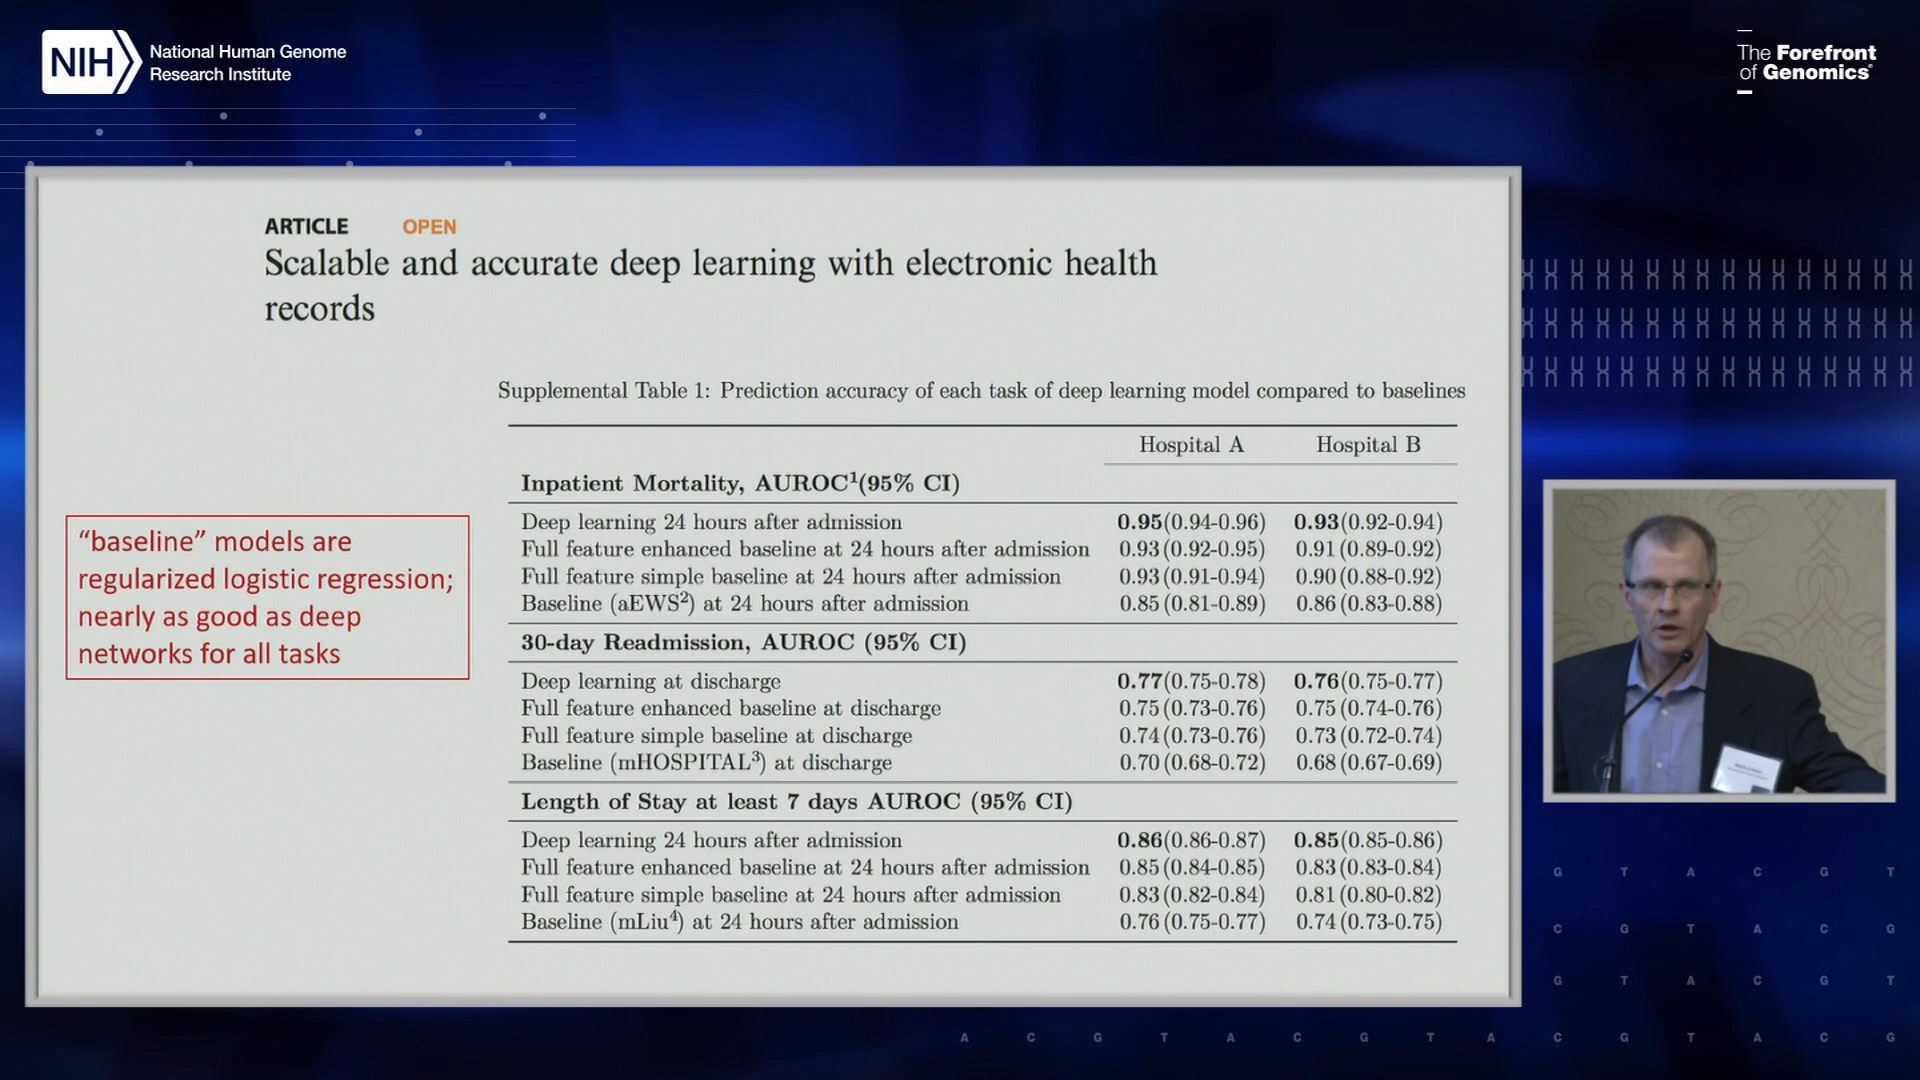 NIH National Human Genome
Research Institute
The Forefront
of Genomics®
ARTICLE OPEN
Scalable and accurate deep learning with electronic health
records
Supplemental Table 1: Prediction accuracy of each task of deep learning model compared to baselines
Hospital A Hospital B
Inpatient Mortality, AUROC¹(95% CI)
Deep learning 24 hours after admission 0.95(0.94-0.96) 0.93(0.92-0.94)
Full feature enhanced baseline at 24 hours after admission 0.93 (0.92-0.95) 0.91 (0.89-0.92)
Full feature simple baseline at 24 hours after admission 0.93 (0.91-0.94) 0.90 (0.88-0.92)
Baseline (aEWS²) at 24 hours after admission 0.85 (0.81-0.89) 0.86 (0.83-0.88)
30-day Readmission, AUROC (95% CI)
Deep learning at discharge 0.77(0.75-0.78) 0.76(0.75-0.77)
Full feature enhanced baseline at discharge 0.75 (0.73-0.76) 0.75 (0.74-0.76)
Full feature simple baseline at discharge 0.74 (0.73-0.76) 0.73 (0.72-0.74)
Baseline (mHOSPITAL³) at discharge 0.70 (0.68-0.72) 0.68 (0.67-0.69)
Length of Stay at least 7 days AUROC (95% CI)
Deep learning 24 hours after admission 0.86(0.86-0.87) 0.85(0.85-0.86)
Full feature enhanced baseline at 24 hours after admission 0.85 (0.84-0.85) 0.83 (0.83-0.84)
Full feature simple baseline at 24 hours after admission 0.83 (0.82-0.84) 0.81 (0.80-0.82)
Baseline (mLiu⁴) at 24 hours after admission 0.76 (0.75-0.77) 0.74 (0.73-0.75)
“baseline” models are
regularized logistic regression;
nearly as good as deep
networks for all tasks
G T A C G T
C G T A C G
G T A C G T
A C G T A C G T A C G T A C G